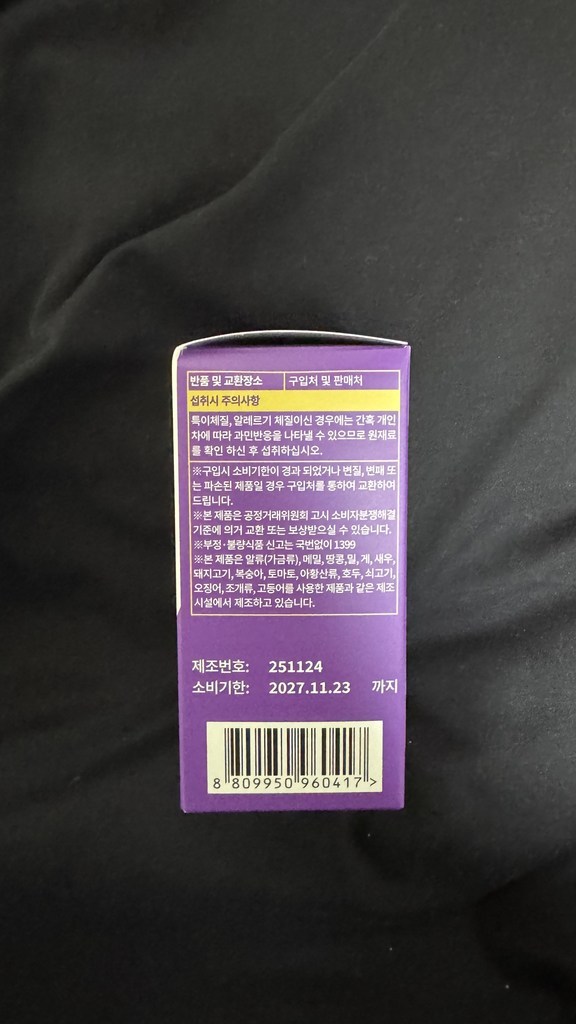 반품 및 교환장소 구입처 및 판매처
섭취시 주의사항
특이체질, 알레르기 체질이신 경우에는 간혹 개인
차에 따라 과민반응을 나타낼 수 있으므로 원재료
를 확인 하신 후 섭취하십시오.
※구입시 소비기한이 경과 되었거나 변질, 변패 또
는 파손된 제품일 경우 구입처를 통하여 교환하여
드립니다.
※본 제품은 공정거래위원회 고시 소비자분쟁해결
기준에 의거 교환 또는 보상받으실 수 있습니다.
※부정·불량식품 신고는 국번없이 1399
※본 제품은 알류(가금류), 메밀, 땅콩,밀, 게, 새우,
돼지고기, 복숭아, 토마토, 아황산류, 호두, 쇠고기,
오징어, 조개류, 고등어를 사용한 제품과 같은 제조
시설에서 제조하고 있습니다.
제조번호: 251124
소비기한: 2027.11.23 까지
8 809950 960417 >